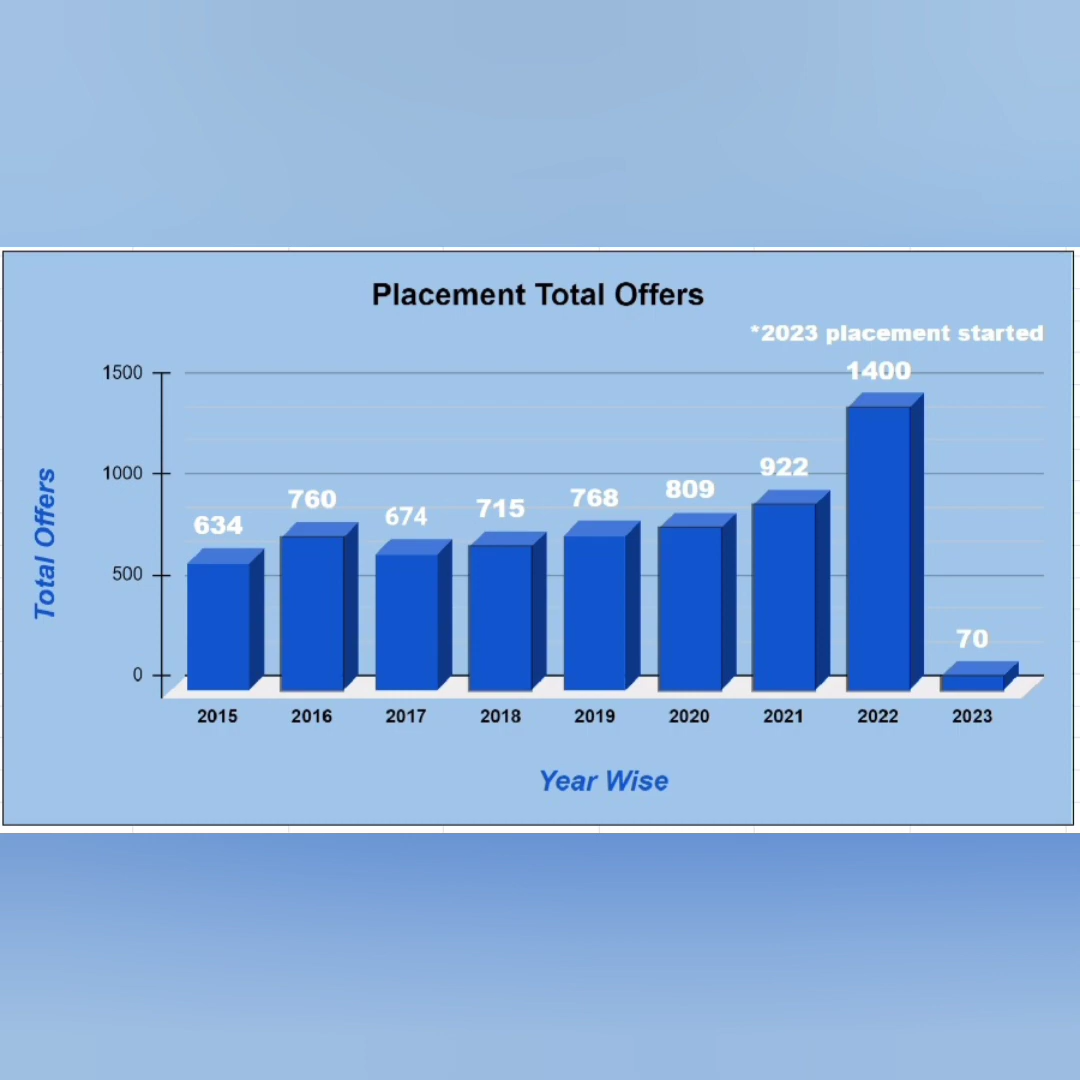 Placement Total Offers
*2023 placement started
1500
1000
500
0
Total Offers
634
760
674
715
768
809
922
1400
70
2015 2016 2017 2018 2019 2020 2021 2022 2023
Year Wise